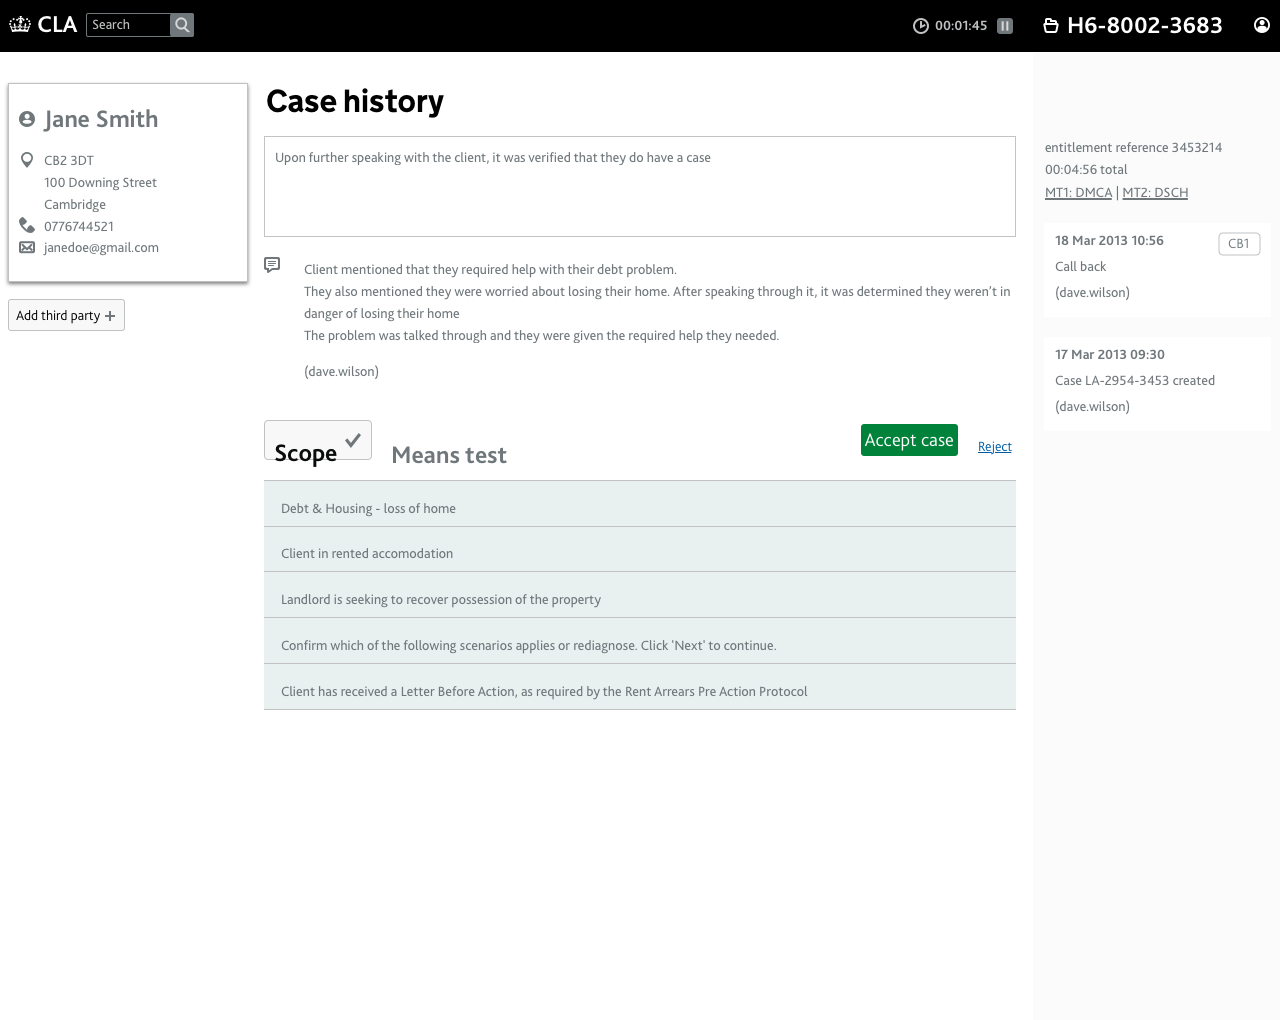 CLA
Search
00:01:45
H6-8002-3683
Jane Smith
CB2 3DT
100 Downing Street
Cambridge
0776744521
janedoe@gmail.com
Add third party
Case history
Upon further speaking with the client, it was verified that they do have a case
Client mentioned that they required help with their debt problem.
They also mentioned they were worried about losing their home. After speaking through it, it was determined they weren't in
danger of losing their home
The problem was talked through and they were given the required help they needed.
(dave.wilson)
Scope
Means test
Accept case
Reject
Debt & Housing - loss of home
Client in rented accomodation
Landlord is seeking to recover possession of the property
Confirm which of the following scenarios applies or rediagnose. Click 'Next' to continue.
Client has received a Letter Before Action, as required by the Rent Arrears Pre Action Protocol
entitlement reference 3453214
00:04:56 total
MT1: DMCA | MT2: DSCH
18 Mar 2013 10:56
CB1
Call back
(dave.wilson)
17 Mar 2013 09:30
Case LA-2954-3453 created
(dave.wilson)